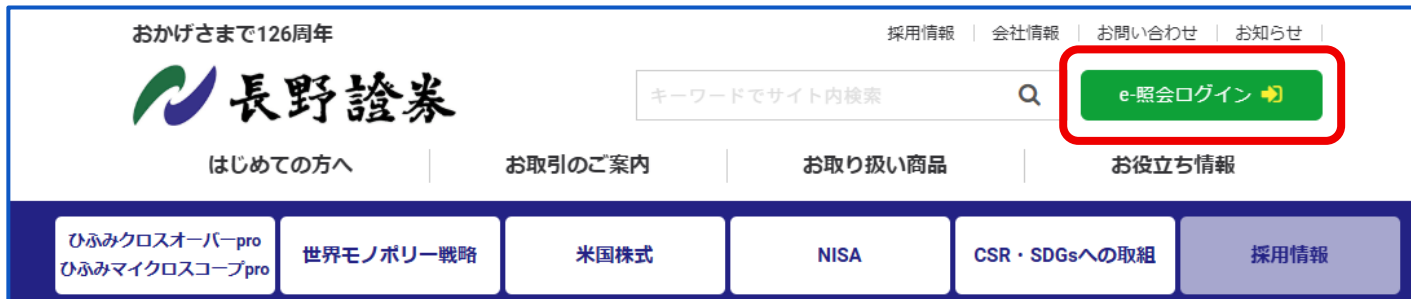 おかげさまで126周年
採用情報 会社情報 お問い合わせ お知らせ
長野證券
キーワードでサイト内検索
e-照会ログイン
はじめての方へ お取引のご案内 お取り扱い商品 お役立ち情報
ひふみクロスオーバーpro
ひふみマイクロスコープpro
世界モノポリー戦略 米国株式 NISA CSR・SDGsへの取組 採用情報